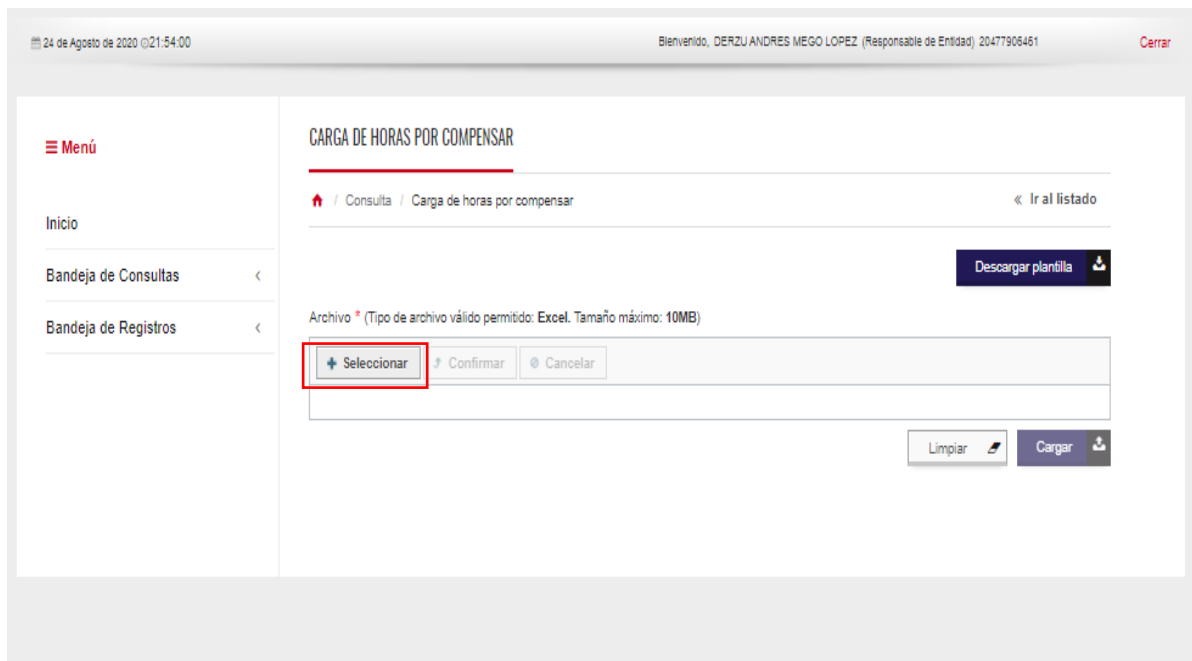 24 de Agosto de 2020 21:54:00
Bienvenido, DERZU ANDRES MEGO LOPEZ (Responsable de Entidad) 20477906461
Cerrar
Menú
Inicio
Bandeja de Consultas
Bandeja de Registros
CARGA DE HORAS POR COMPENSAR
/ Consulta / Carga de horas por compensar
« Ir al listado
Descargar plantilla
Archivo * (Tipo de archivo válido permitido: Excel. Tamaño máximo: 10MB)
Seleccionar
Confirmar
Cancelar
Limpiar
Cargar